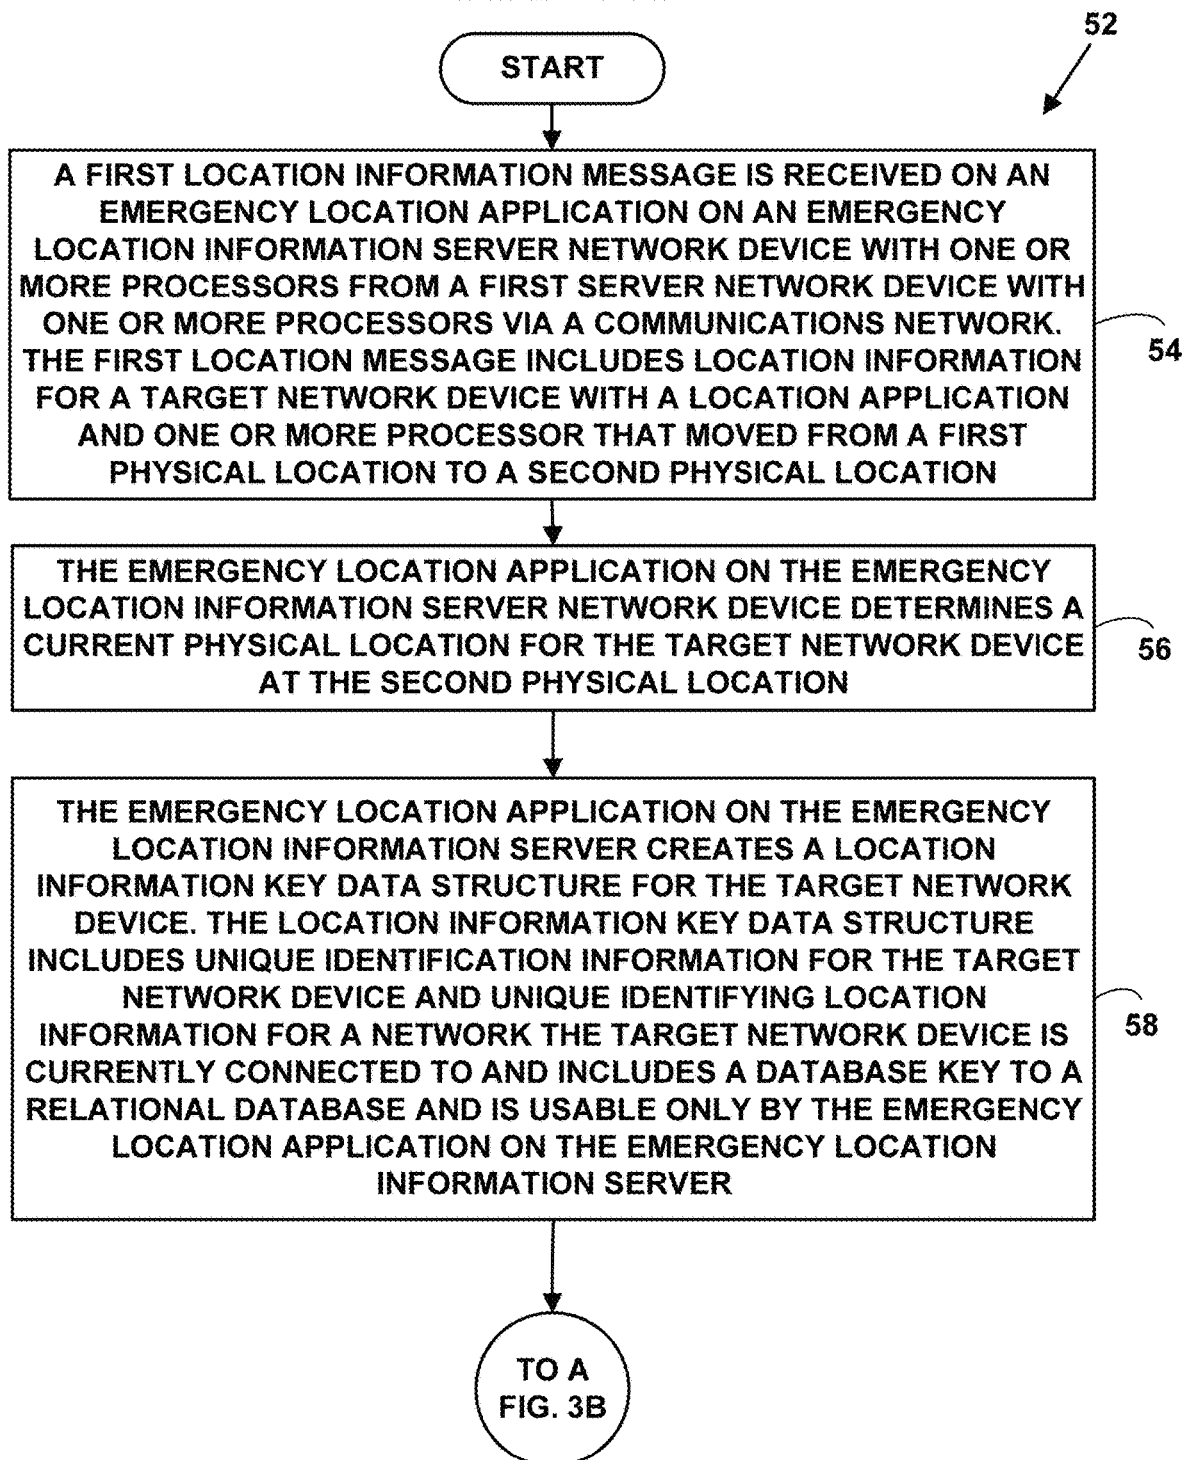 52
START
A FIRST LOCATION INFORMATION MESSAGE IS RECEIVED ON AN
EMERGENCY LOCATION APPLICATION ON AN EMERGENCY
LOCATION INFORMATION SERVER NETWORK DEVICE WITH ONE OR
MORE PROCESSORS FROM A FIRST SERVER NETWORK DEVICE WITH
ONE OR MORE PROCESSORS VIA A COMMUNICATIONS NETWORK.
THE FIRST LOCATION MESSAGE INCLUDES LOCATION INFORMATION
FOR A TARGET NETWORK DEVICE WITH A LOCATION APPLICATION
AND ONE OR MORE PROCESSOR THAT MOVED FROM A FIRST
PHYSICAL LOCATION TO A SECOND PHYSICAL LOCATION
54
THE EMERGENCY LOCATION APPLICATION ON THE EMERGENCY
LOCATION INFORMATION SERVER NETWORK DEVICE DETERMINES A
CURRENT PHYSICAL LOCATION FOR THE TARGET NETWORK DEVICE
AT THE SECOND PHYSICAL LOCATION
56
THE EMERGENCY LOCATION APPLICATION ON THE EMERGENCY
LOCATION INFORMATION SERVER CREATES A LOCATION
INFORMATION KEY DATA STRUCTURE FOR THE TARGET NETWORK
DEVICE. THE LOCATION INFORMATION KEY DATA STRUCTURE
INCLUDES UNIQUE IDENTIFICATION INFORMATION FOR THE TARGET
NETWORK DEVICE AND UNIQUE IDENTIFYING LOCATION
INFORMATION FOR A NETWORK THE TARGET NETWORK DEVICE IS
CURRENTLY CONNECTED TO AND INCLUDES A DATABASE KEY TO A
RELATIONAL DATABASE AND IS USABLE ONLY BY THE EMERGENCY
LOCATION APPLICATION ON THE EMERGENCY LOCATION
INFORMATION SERVER
58
TO A
FIG. 3B